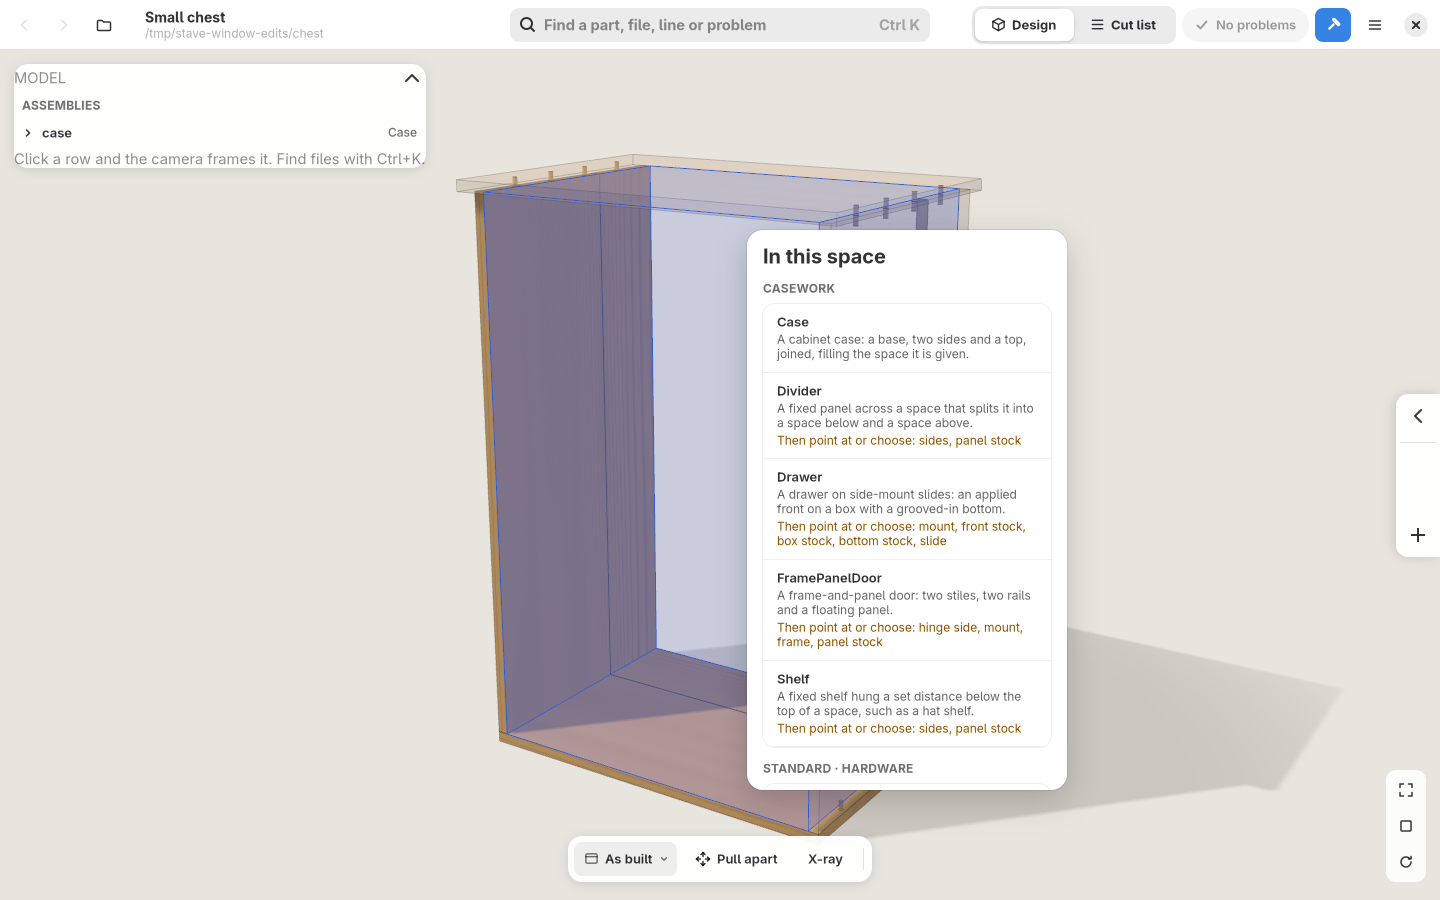 Small chest
/tmp/stave-window-edits/chest
Find a part, file, line or problem
Ctrl K
Design
Cut list
No problems
MODEL
ASSEMBLIES
case
Case
Click a row and the camera frames it. Find files with Ctrl+K.
In this space
CASEWORK
Case
A cabinet case: a base, two sides and a top,
joined, filling the space it is given.
Divider
A fixed panel across a space that splits it into
a space below and a space above.
Then point at or choose: sides, panel stock
Drawer
A drawer on side-mount slides: an applied
front on a box with a grooved-in bottom.
Then point at or choose: mount, front stock,
box stock, bottom stock, slide
FramePanelDoor
A frame-and-panel door: two stiles, two rails
and a floating panel.
Then point at or choose: hinge side, mount,
frame, panel stock
Shelf
A fixed shelf hung a set distance below the
top of a space, such as a hat shelf.
Then point at or choose: sides, panel stock
STANDARD · HARDWARE
As built
Pull apart
X-ray